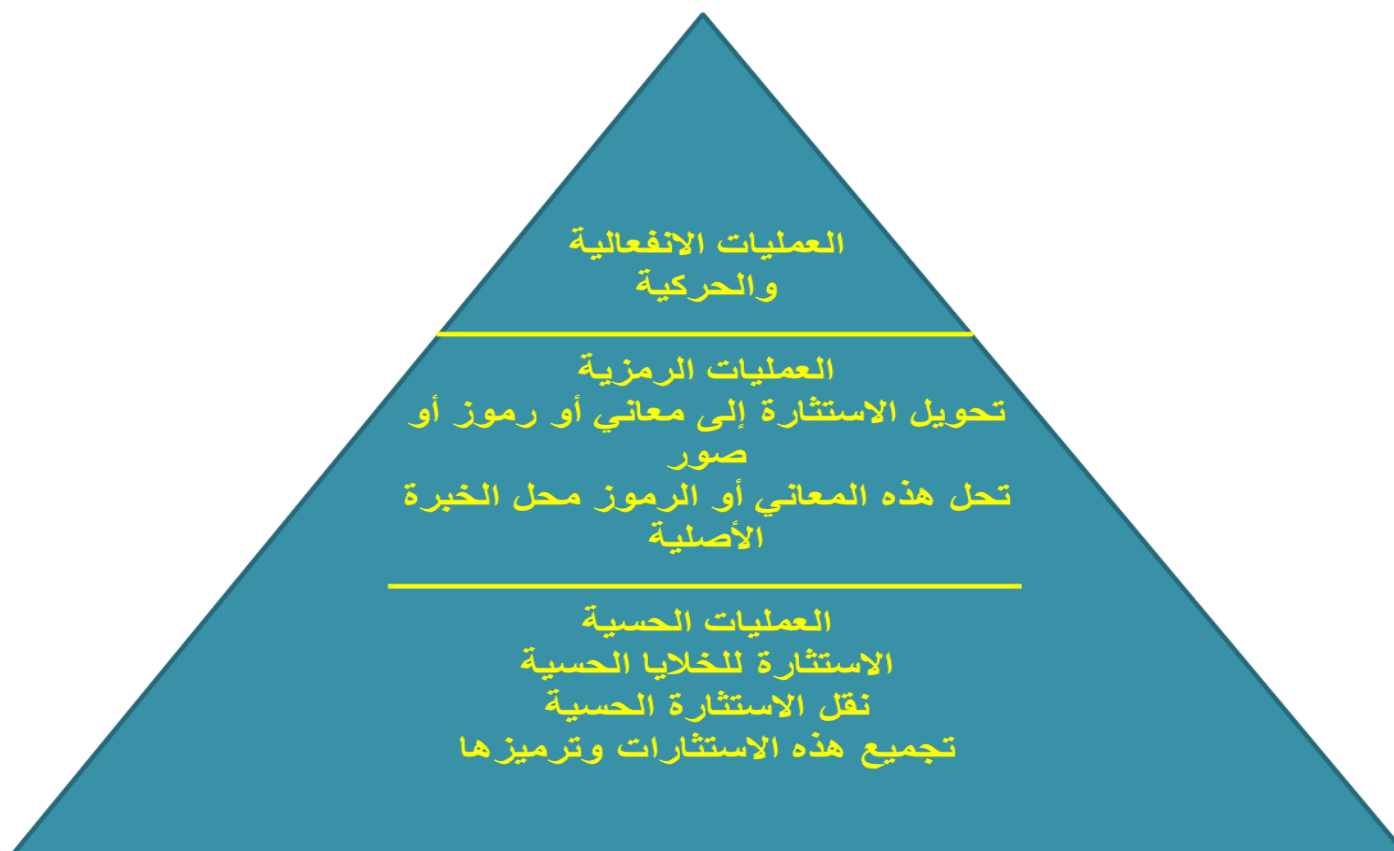 العمليات الانفعالية
والحركية
العمليات الرمزية
تحويل الاستثارة إلى معاني أو رموز أو
صور
تحل هذه المعاني أو الرموز محل الخبرة
الأصلية
العمليات الحسية
الاستثارة للخلايا الحسية
نقل الاستثارة الحسية
تجميع هذه الاستثارات وترميزها